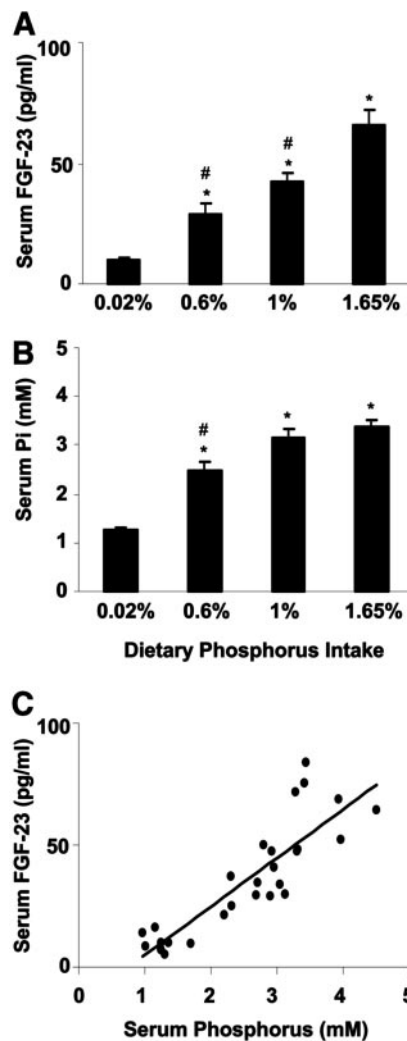 A
Serum FGF-23 (pg/ml)
100
50
0
#
*
#
*
*
0.02% 0.6% 1% 1.65%
B
Serum Pi (mM)
5
4
3
2
1
0
#
*
*
*
0.02% 0.6% 1% 1.65%
Dietary Phosphorus Intake
C
Serum FGF-23 (pg/ml)
100
50
0
0 1 2 3 4 5
Serum Phosphorus (mM)